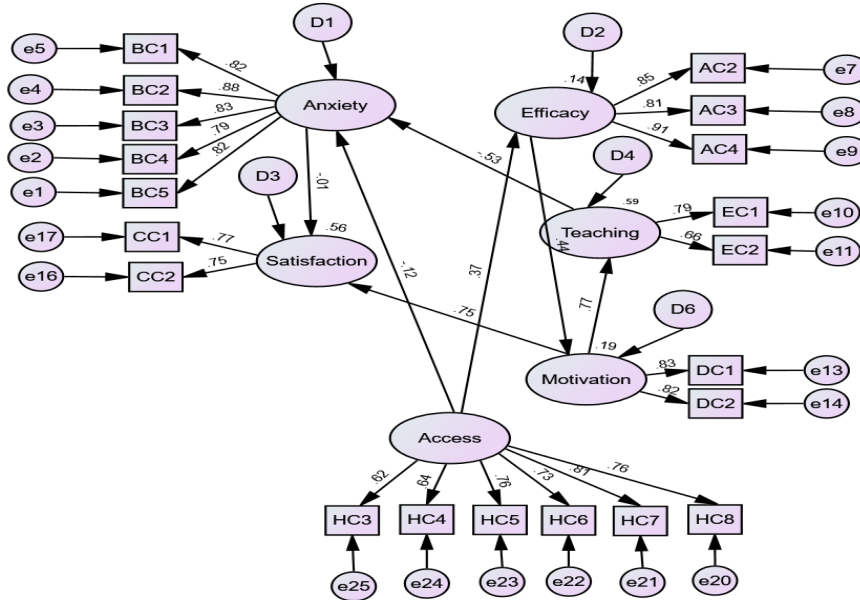 D1
D2
e5
BC1
.82
e4
BC2
.88
e3
BC3
.83
e2
BC4
.79
e1
BC5
.82
Anxiety
.14
Efficacy
.85
AC2
e7
.81
AC3
e8
.91
AC4
e9
-.53
D4
D3
-.01
.59
Teaching
.79
EC1
e10
.66
EC2
e11
e17
CC1
.77
e16
CC2
.75
.56
Satisfaction
-.12
.37
.44
.77
.75
D6
.19
Motivation
.83
DC1
e13
.82
DC2
e14
Access
.62
.64
.76
.73
.81
.76
HC3
HC4
HC5
HC6
HC7
HC8
e25
e24
e23
e22
e21
e20